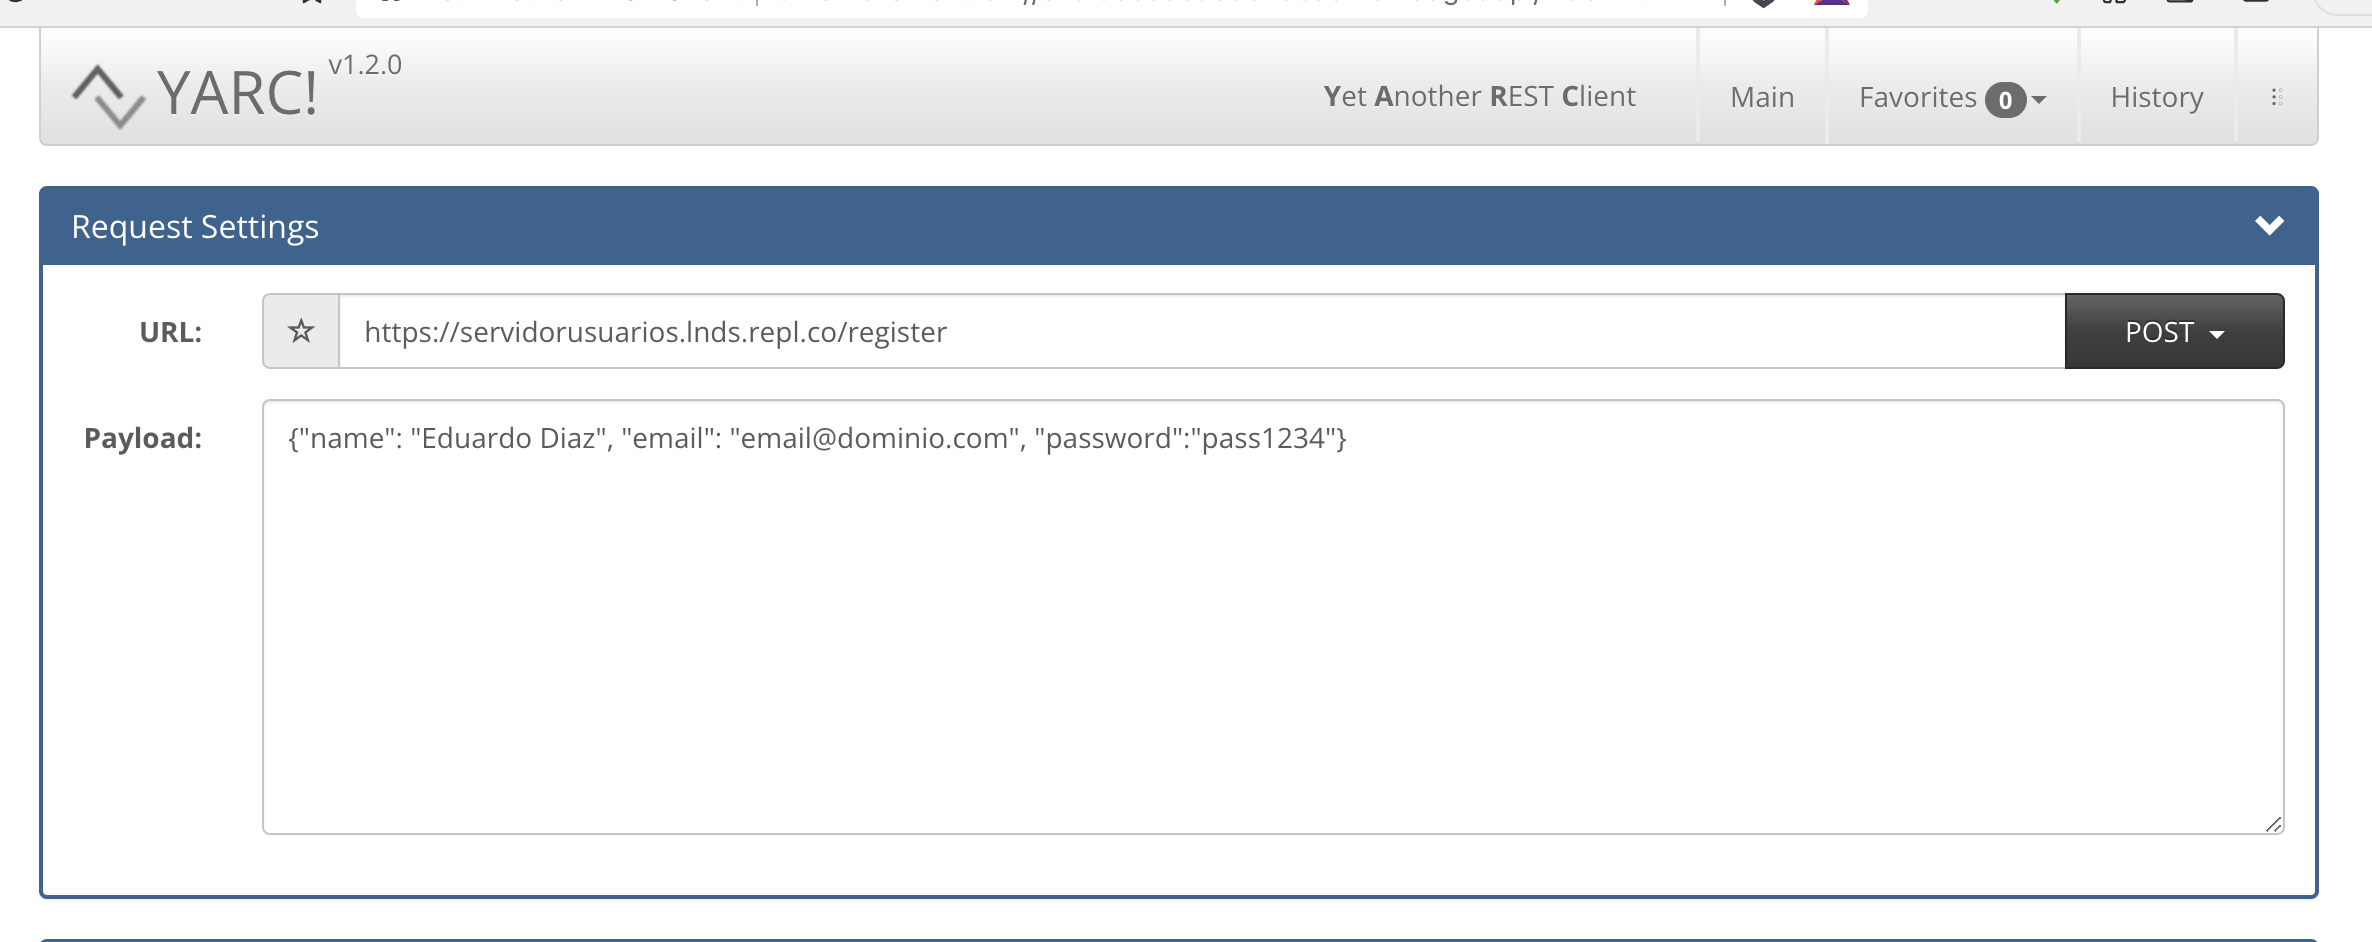 YARC! v1.2.0
Yet Another REST Client
Main
Favorites 0
History
Request Settings
URL:
https://servidorusuarios.lnds.repl.co/register
POST
Payload:
{"name": "Eduardo Diaz", "email": "email@dominio.com", "password":"pass1234"}